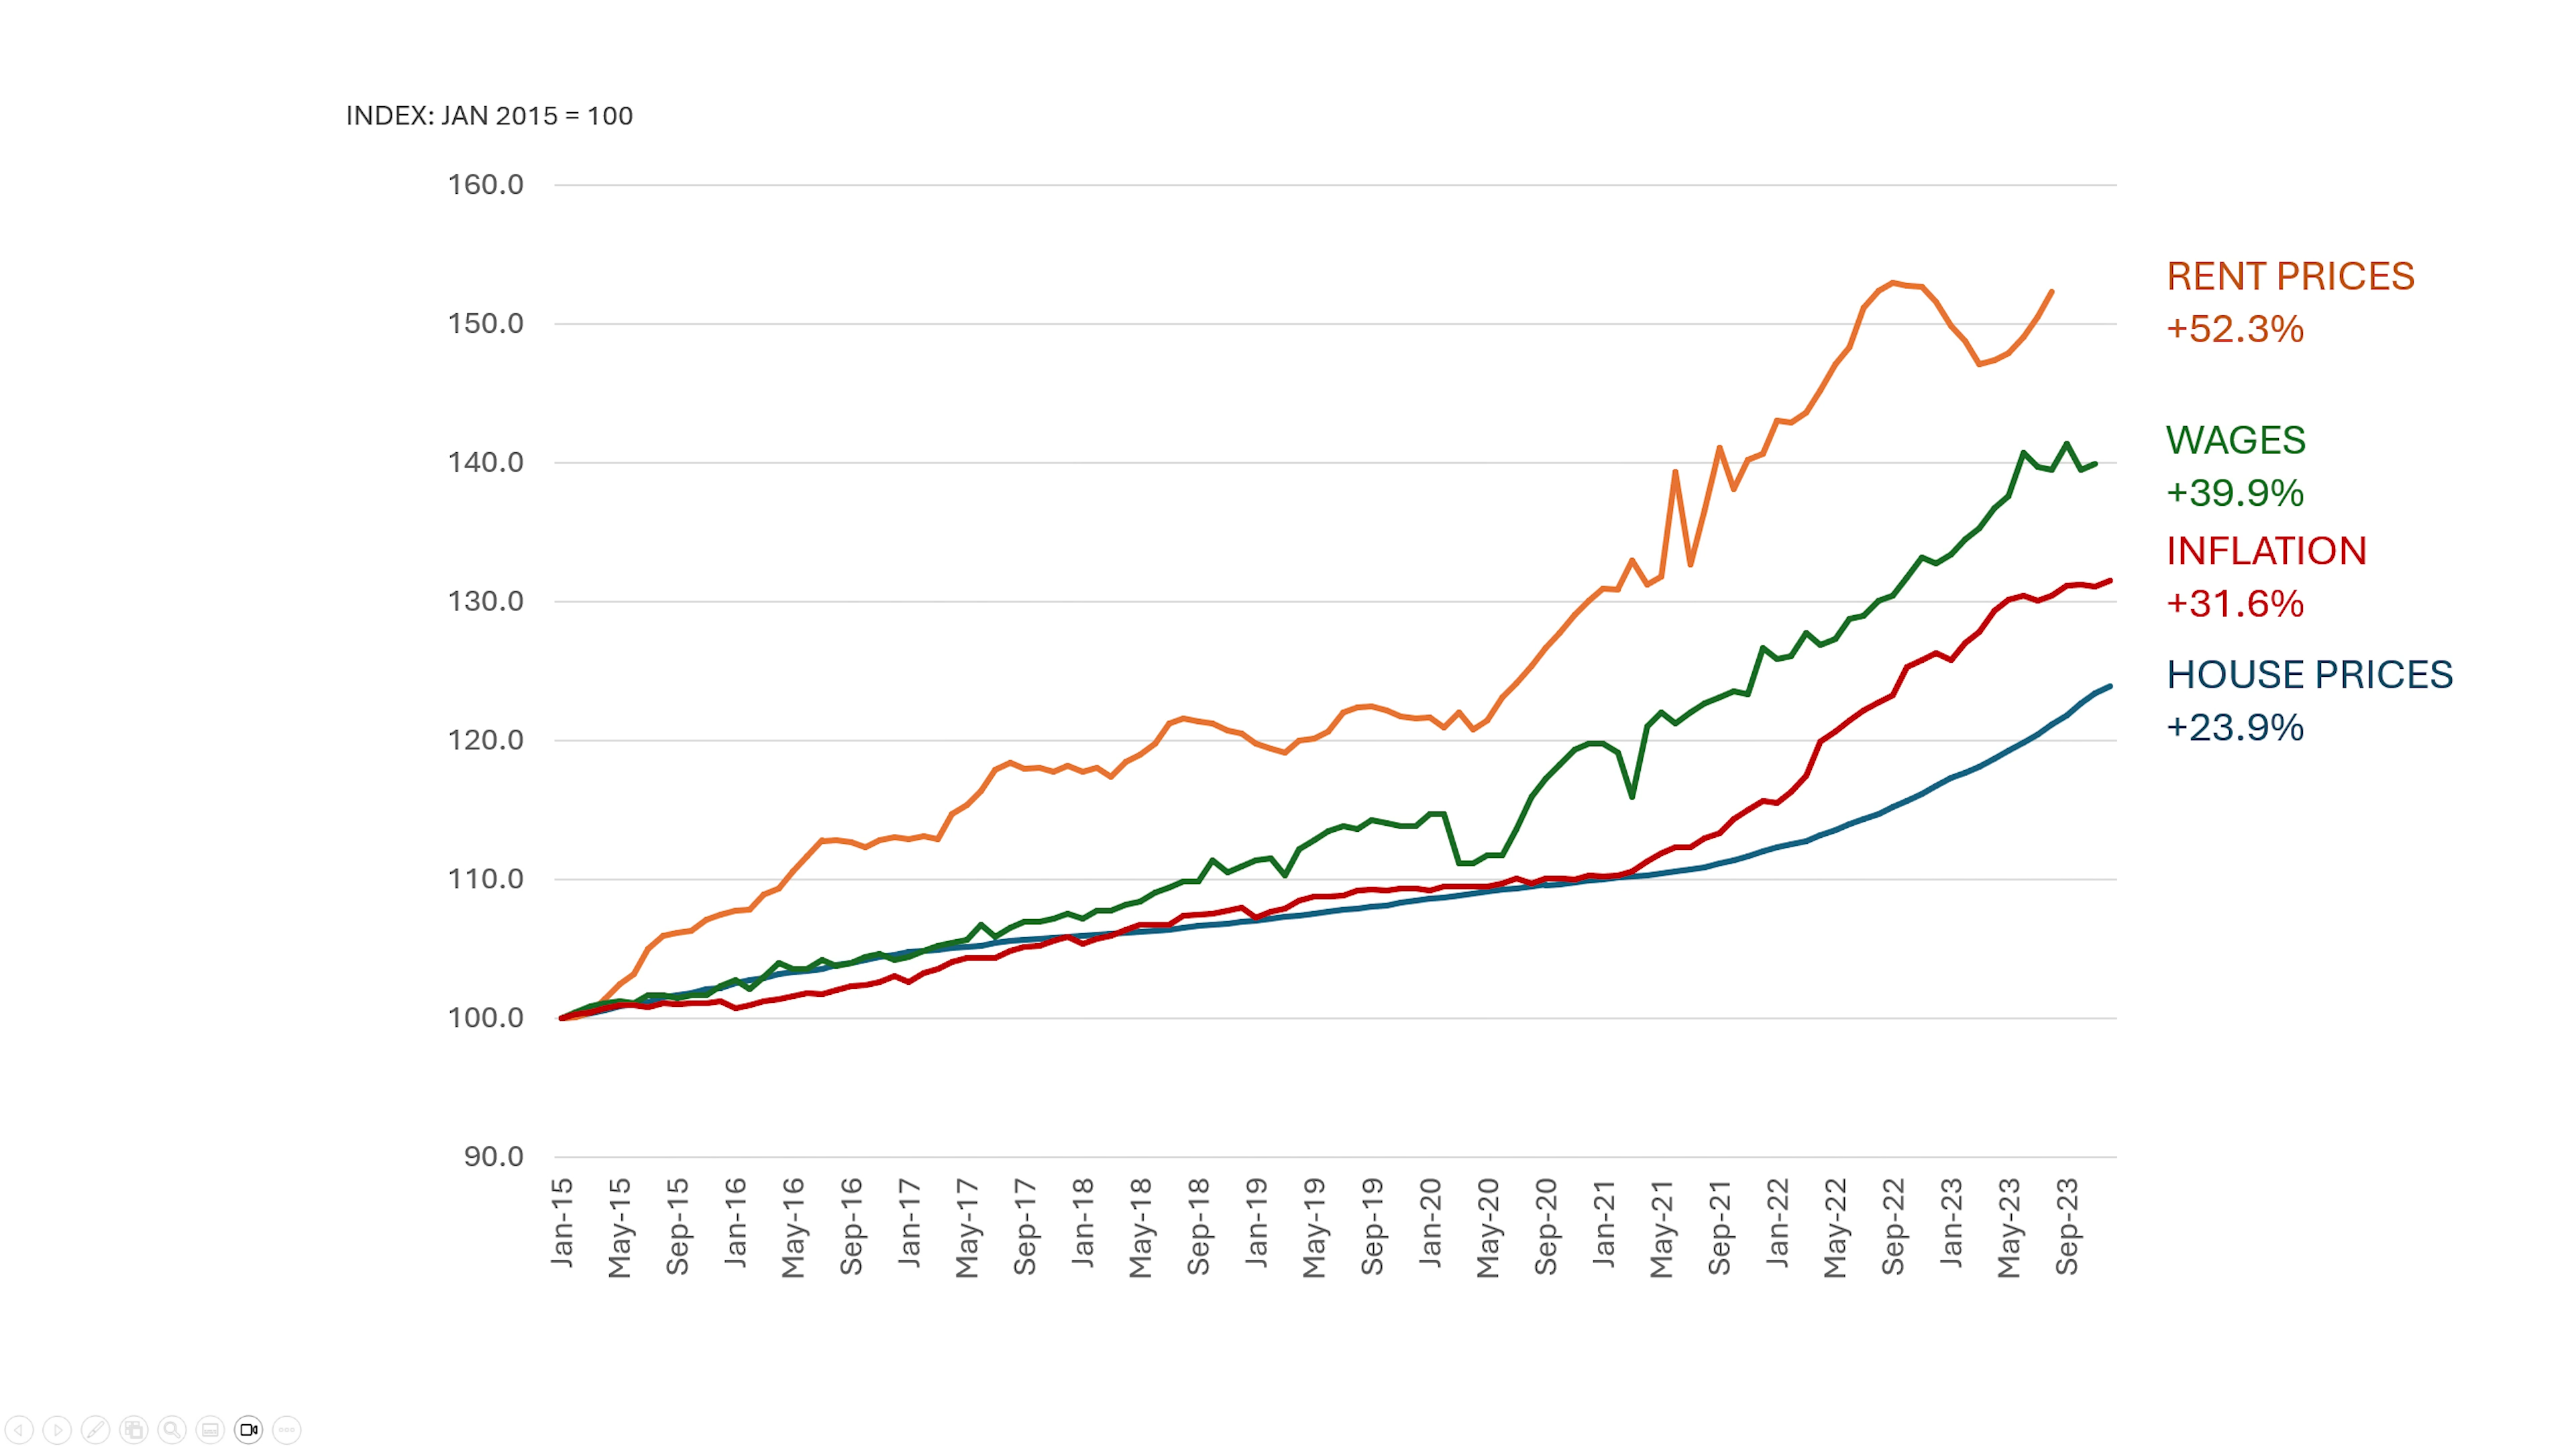 INDEX: JAN 2015 = 100
160.0
150.0
140.0
130.0
120.0
110.0
100.0
90.0
Jan-15
May-15
Sep-15
Jan-16
May-16
Sep-16
Jan-17
May-17
Sep-17
Jan-18
May-18
Sep-18
Jan-19
May-19
Sep-19
Jan-20
May-20
Sep-20
Jan-21
May-21
Sep-21
Jan-22
May-22
Sep-22
Jan-23
May-23
Sep-23
RENT PRICES
+52.3%
WAGES
+39.9%
INFLATION
+31.6%
HOUSE PRICES
+23.9%